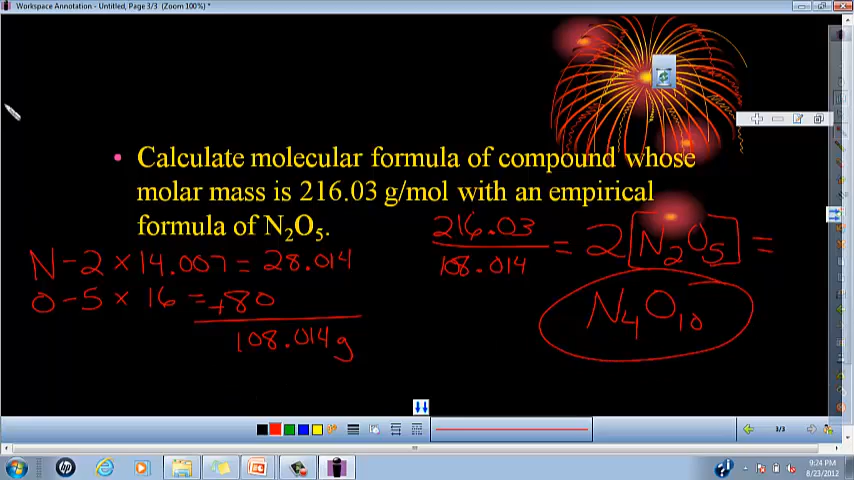 Workspace Annotation - Untitled, Page 3/3 (Zoom 100%) *
• Calculate molecular formula of compound whose
molar mass is 216.03 g/mol with an empirical
formula of N₂O₅.
216.03
108.014
= 2[N₂O₅] =
N₄O₁₀
N - 2 × 14.007 = 28.014
O - 5 × 16 = +80
108.014g
3/3
9:24 PM
8/23/2012